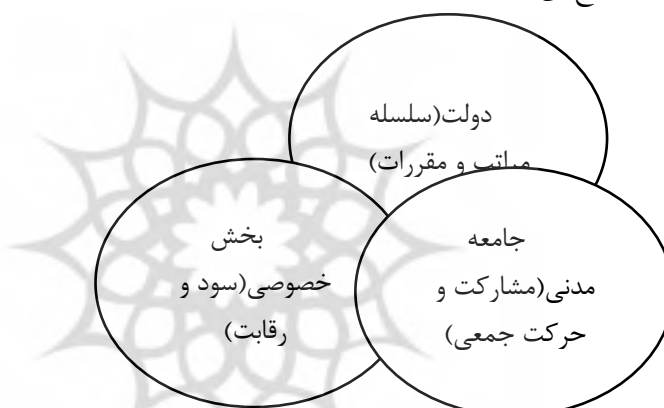 دولت(سلسله
مراتب و مقررات)
بخش
خصوصی(سود و
رقابت)
جامعه
مدنی(مشارکت و
حرکت جمعی)